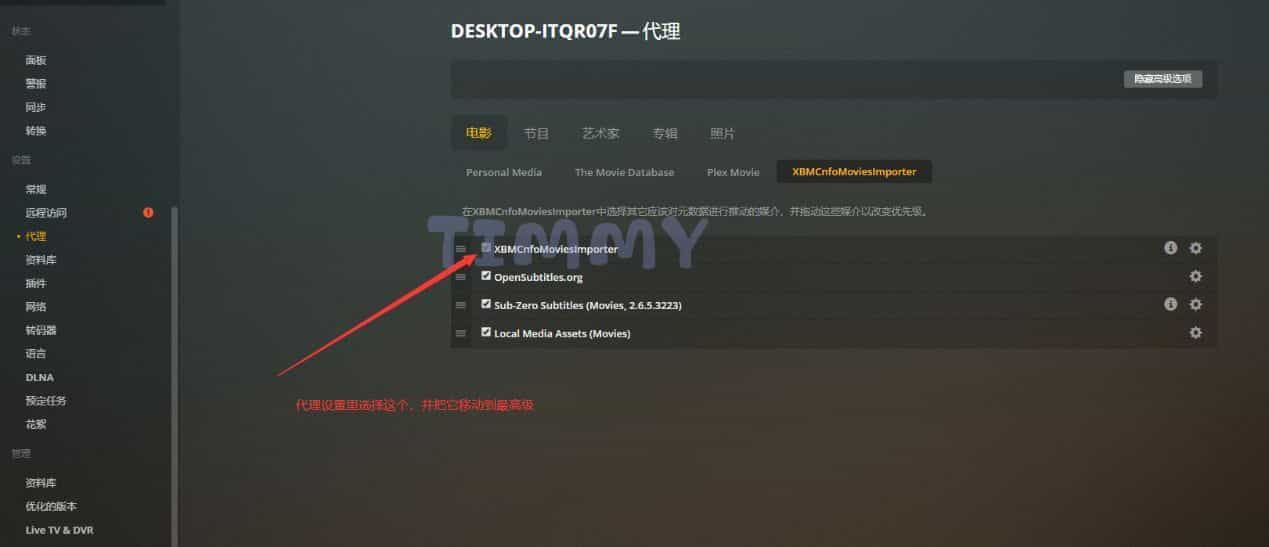 DESKTOP-ITQR07F — 代理
隐藏高级选项
状态
面板
警报
同步
转换
设置
常规
远程访问
代理
资料库
插件
网络
转码器
语言
DLNA
预定任务
花絮
管理
资料库
优化的版本
Live TV & DVR
电影 节目 艺术家 专辑 照片
Personal Media The Movie Database Plex Movie XBMCnfoMoviesImporter
在XBMCnfoMoviesImporter中选择其它应该对元数据进行推动的媒介，并拖动这些媒介以改变优先级。
TIMMY
XBMCnfoMoviesImporter
OpenSubtitles.org
Sub-Zero Subtitles (Movies, 2.6.5.3223)
Local Media Assets (Movies)
代理设置里选择这个，并把它移动到最高级